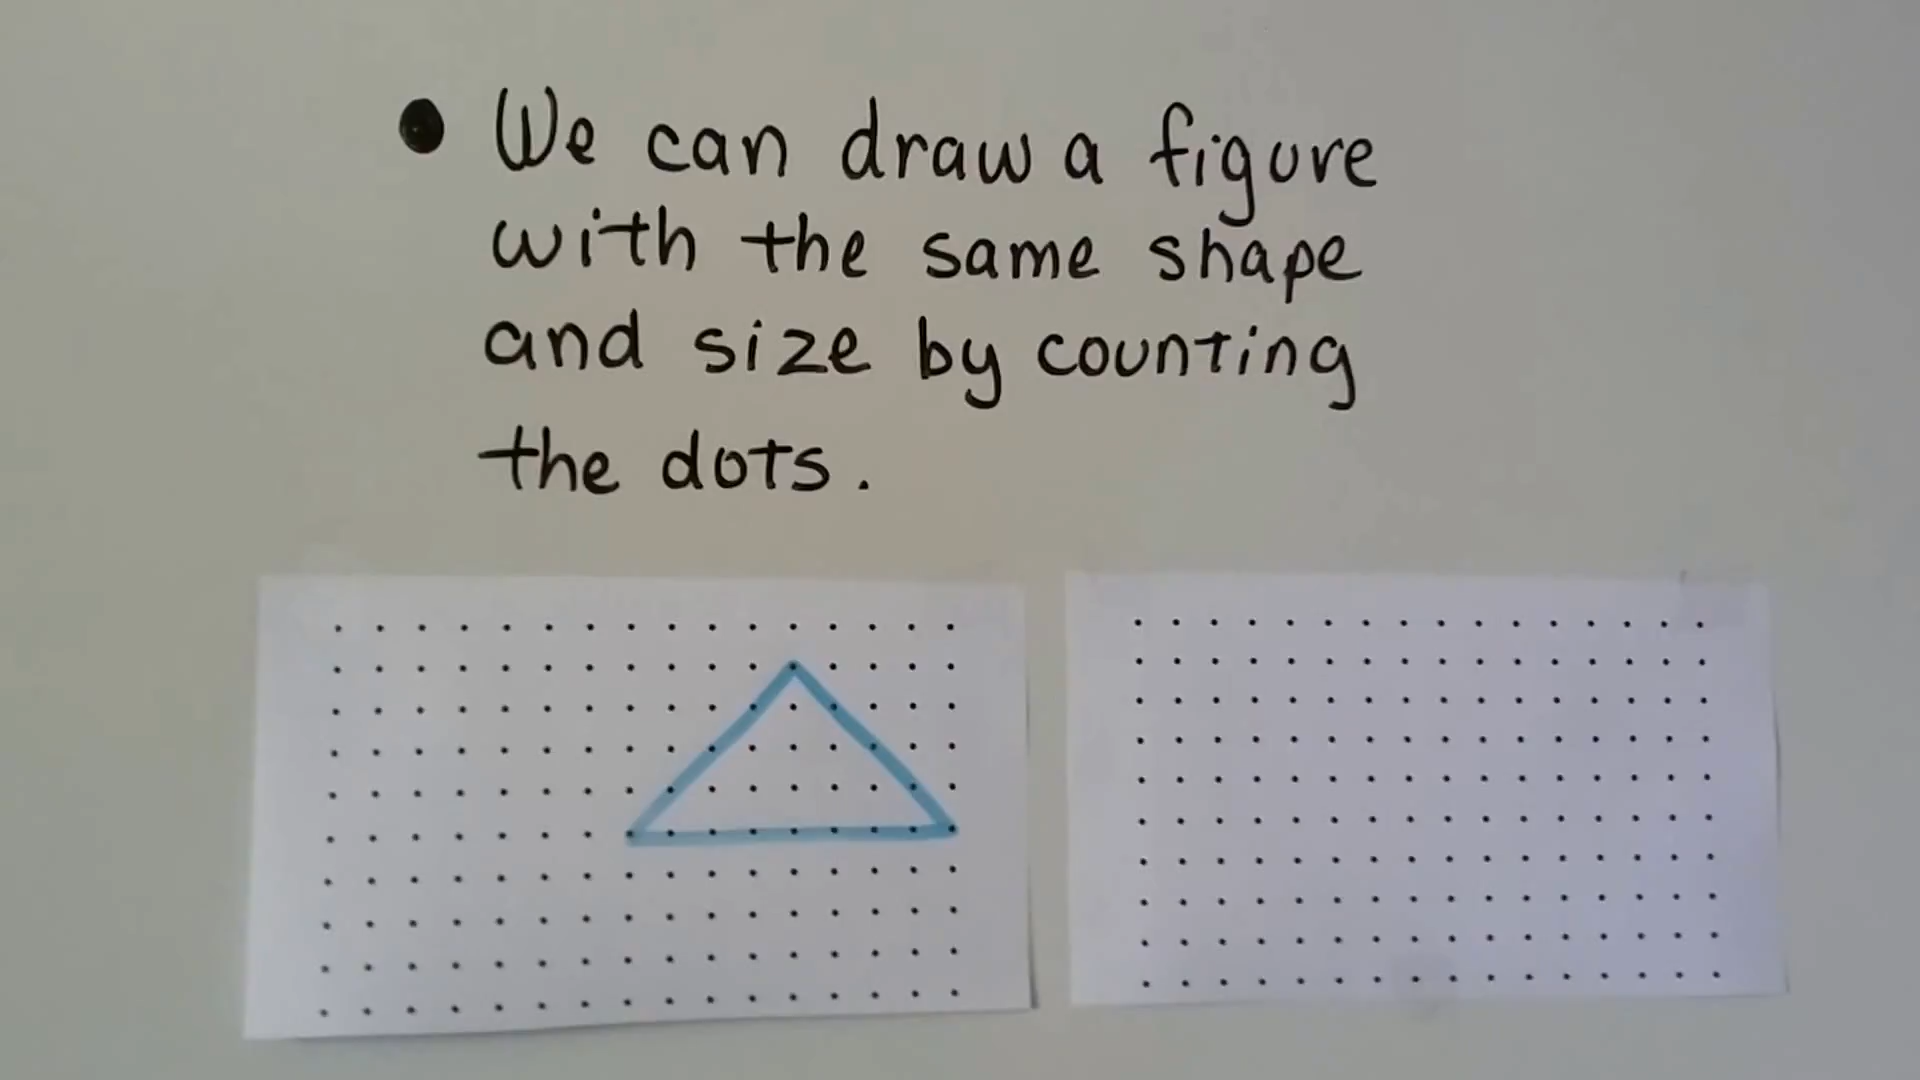 • We can draw a figure
with the same shape
and size by counting
the dots.